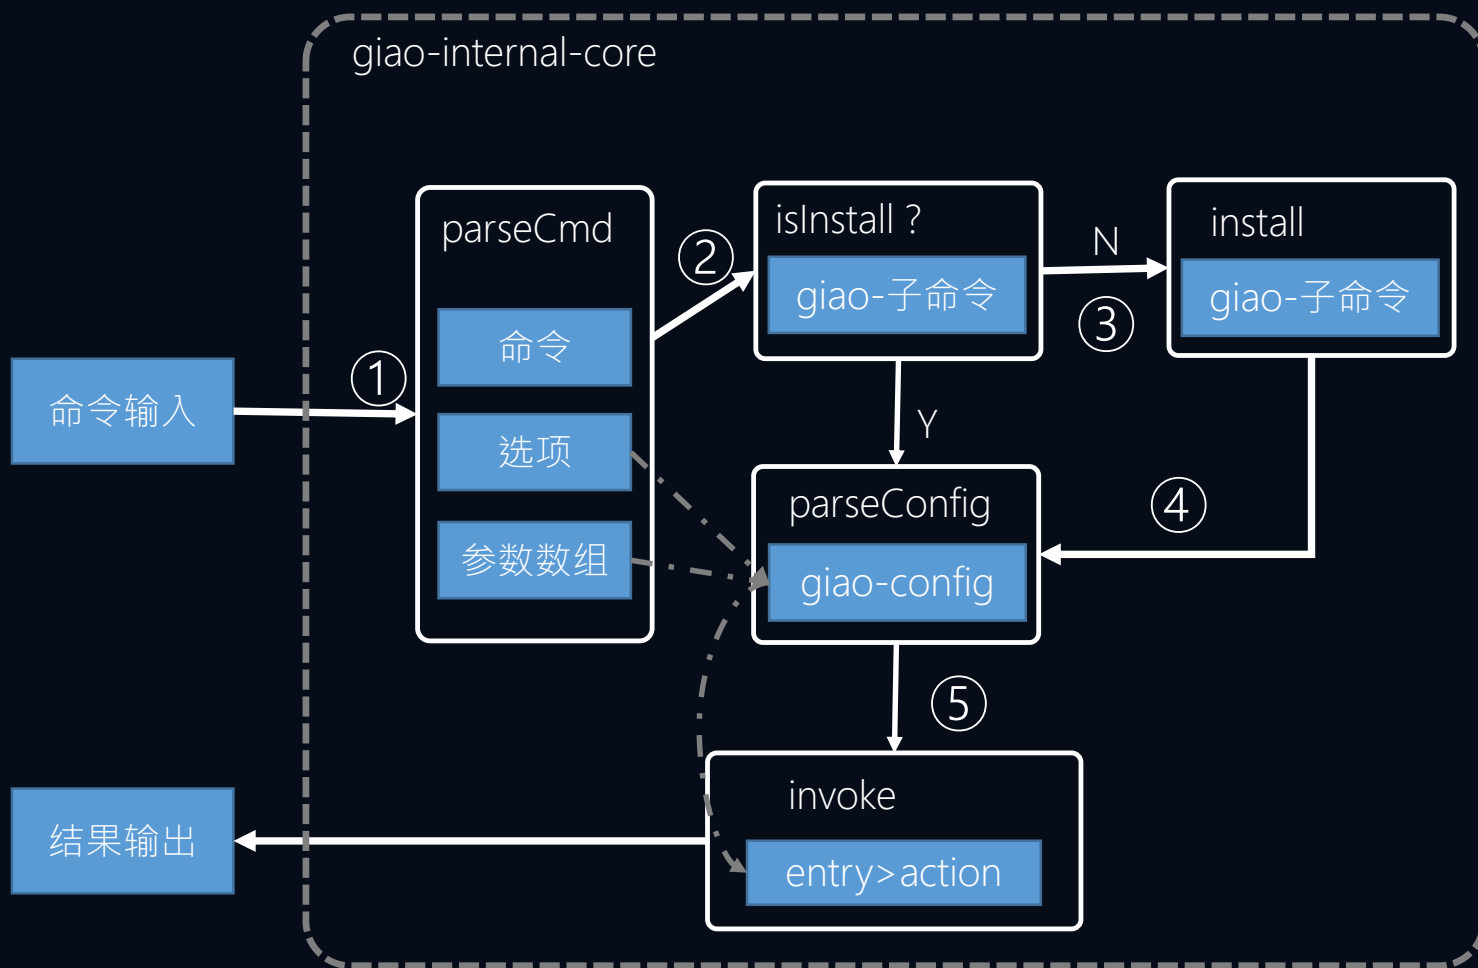 giao-internal-core
命令输入
①
parseCmd
命令
选项
参数数组
②
isInstall ?
giao-子命令
N
③
install
giao-子命令
Y
④
parseConfig
giao-config
⑤
invoke
entry>action
结果输出